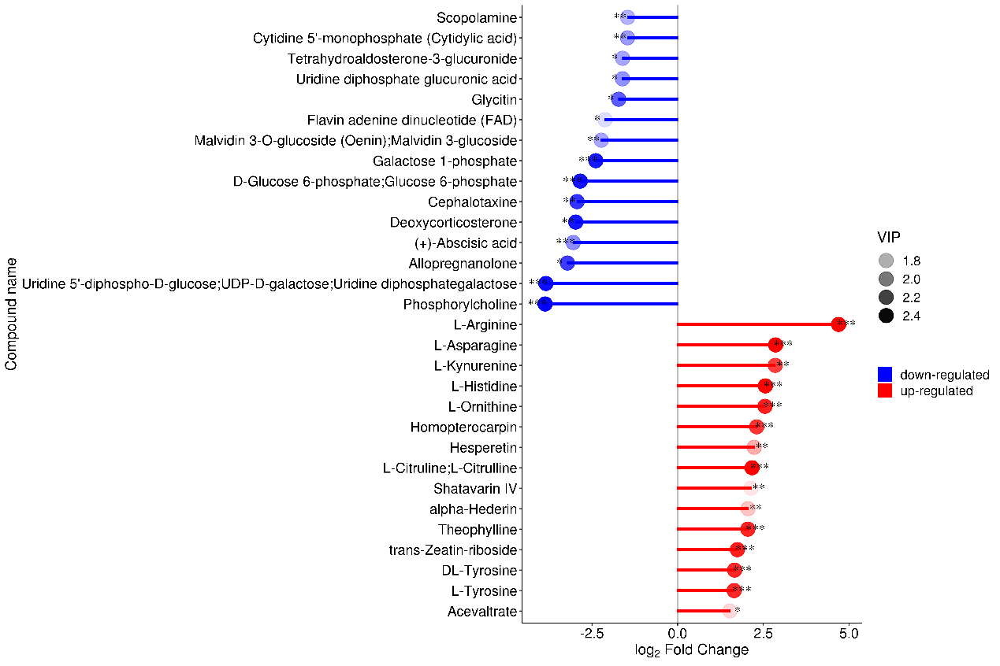 Compound name
Scopolamine **
Cytidine 5'-monophosphate (Cytidylic acid) **
Tetrahydroaldosterone-3-glucuronide *
Uridine diphosphate glucuronic acid *
Glycitin *
Flavin adenine dinucleotide (FAD) *
Malvidin 3-O-glucoside (Oenin);Malvidin 3-glucoside **
Galactose 1-phosphate ***
D-Glucose 6-phosphate;Glucose 6-phosphate ***
Cephalotaxine **
Deoxycorticosterone **
(+)-Abscisic acid ***
Allopregnanolone *
Uridine 5'-diphospho-D-glucose;UDP-D-galactose;Uridine diphosphategalactose ***
Phosphorylcholine ***
L-Arginine ***
L-Asparagine ***
L-Kynurenine **
L-Histidine ***
L-Ornithine ***
Homopterocarpin ***
Hesperetin **
L-Citruline;L-Citrulline ***
Shatavarin IV **
alpha-Hederin **
Theophylline ***
trans-Zeatin-riboside ***
DL-Tyrosine ***
L-Tyrosine ***
Acevaltrate *
-2.5 0.0 2.5 5.0
log2 Fold Change
VIP
1.8
2.0
2.2
2.4
down-regulated
up-regulated